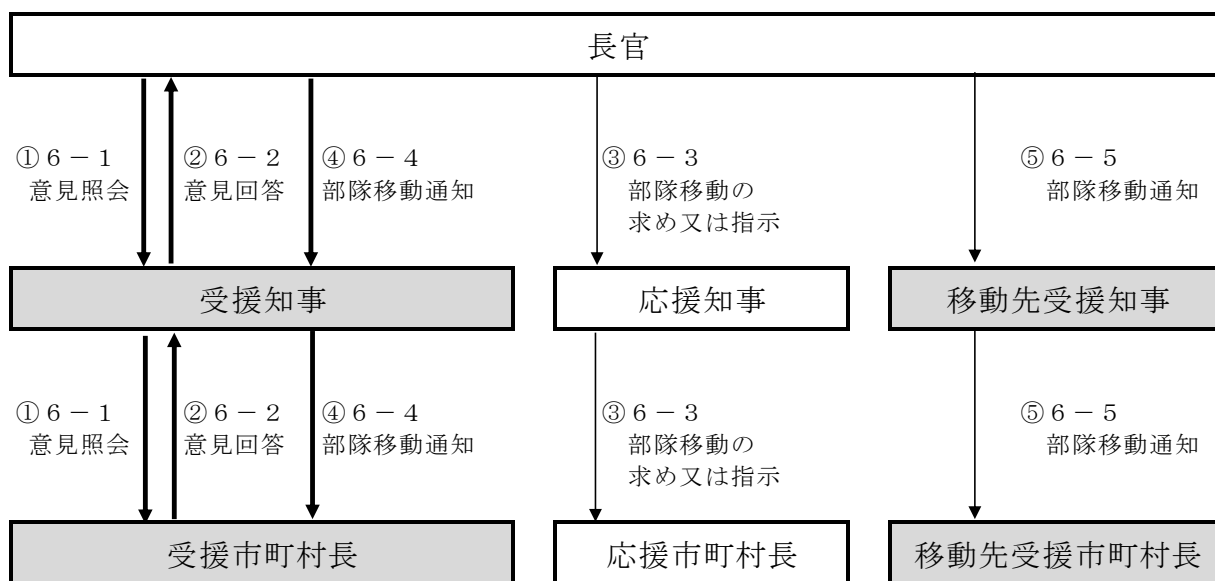 長官
①６－１
意見照会
②６－２
意見回答
④６－４
部隊移動通知
③６－３
部隊移動の
求め又は指示
⑤６－５
部隊移動通知
受援知事
応援知事
移動先受援知事
①６－１
意見照会
②６－２
意見回答
④６－４
部隊移動通知
③６－３
部隊移動の
求め又は指示
⑤６－５
部隊移動通知
受援市町村長
応援市町村長
移動先受援市町村長